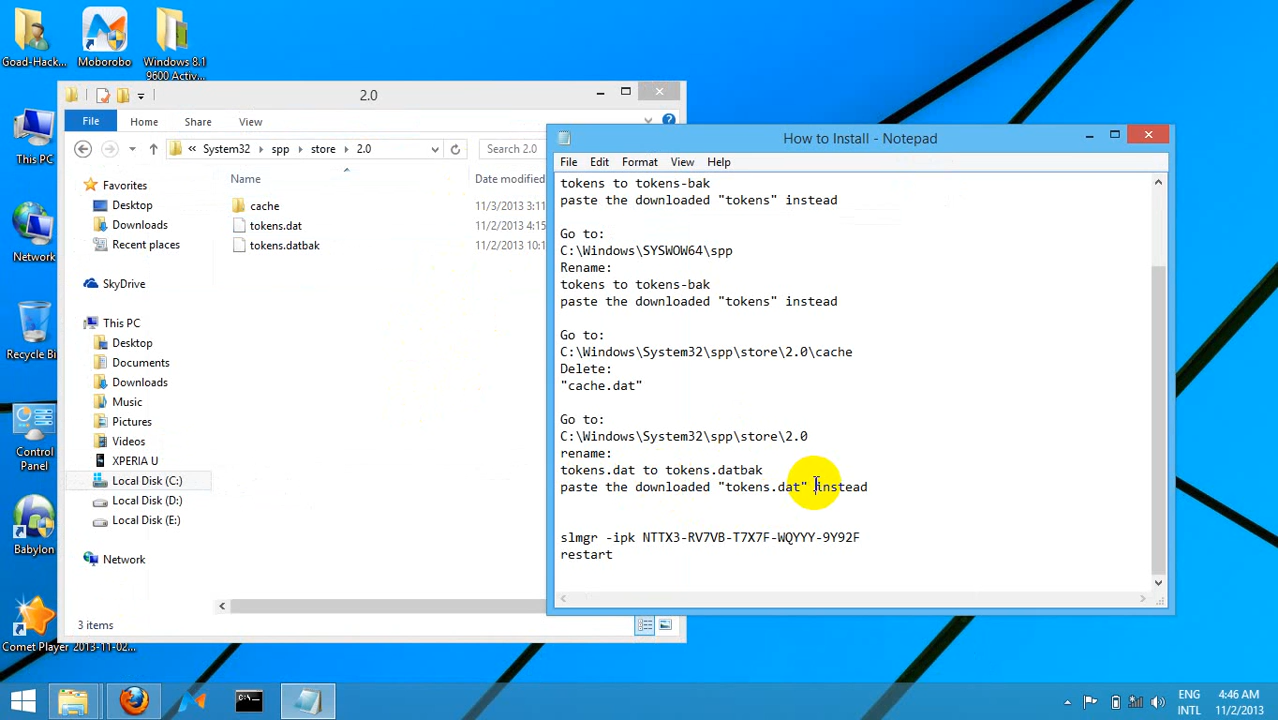 Goad-Hack...
Moborobo
Windows 8.1
9600 Activ...
This PC
Network
Recycle Bi
Control
Panel
Babylon
Comet Player
2013-11-02...
2.0
File
Home
Share
View
« System32 › spp › store › 2.0
Search 2.0
Favorites
Desktop
Downloads
Recent places
SkyDrive
This PC
Desktop
Documents
Downloads
Music
Pictures
Videos
XPERIA U
Local Disk (C:)
Local Disk (D:)
Local Disk (E:)
Network
Name
Date modified
cache
11/3/2013 3:11
tokens.dat
11/2/2013 4:15
tokens.datbak
11/2/2013 10:1
3 items
How to Install - Notepad
File Edit Format View Help
tokens to tokens-bak
paste the downloaded "tokens" instead
Go to:
C:\Windows\SYSWOW64\spp
Rename:
tokens to tokens-bak
paste the downloaded "tokens" instead
Go to:
C:\Windows\System32\spp\store\2.0\cache
Delete:
"cache.dat"
Go to:
C:\Windows\System32\spp\store\2.0
rename:
tokens.dat to tokens.datbak
paste the downloaded "tokens.dat" instead
slmgr -ipk NTTX3-RV7VB-T7X7F-WQYYY-9Y92F
restart
ENG
INTL
4:46 AM
11/2/2013